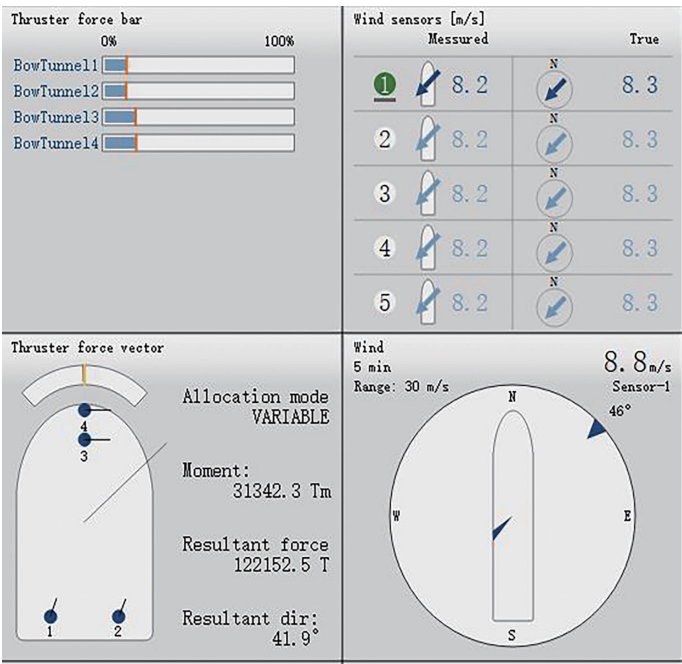 Thruster force bar
0% 100%
BowTunnel1
BowTunnel2
BowTunnel3
BowTunnel4
Wind sensors [m/s]
Messured True
1 8.2 N 8.3
2 8.2 N 8.3
3 8.2 N 8.3
4 8.2 N 8.3
5 8.2 N 8.3
Thruster force vector
4
3
1 2
Allocation mode
VARIABLE
Moment:
31342.3 Tm
Resultant force
122152.5 T
Resultant dir:
41.9°
Wind
5 min
Range: 30 m/s
8.8m/s
Sensor-1
46°
N
W E
S